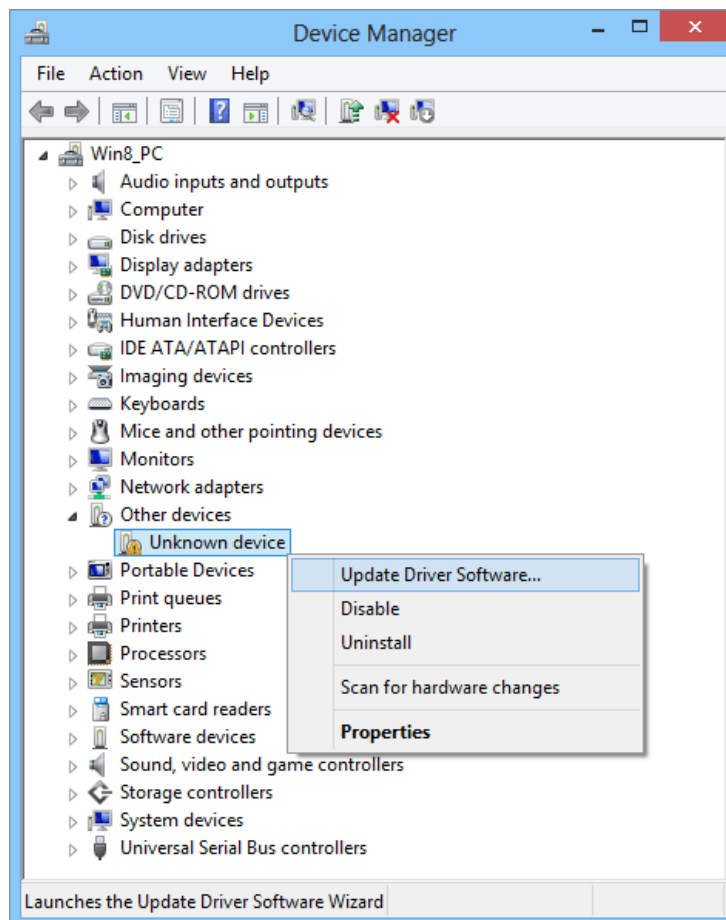 Device Manager
File Action View Help
Win8_PC
Audio inputs and outputs
Computer
Disk drives
Display adapters
DVD/CD-ROM drives
Human Interface Devices
IDE ATA/ATAPI controllers
Imaging devices
Keyboards
Mice and other pointing devices
Monitors
Network adapters
Other devices
Unknown device
Portable Devices
Print queues
Printers
Processors
Sensors
Smart card readers
Software devices
Sound, video and game controllers
Storage controllers
System devices
Universal Serial Bus controllers
Update Driver Software...
Disable
Uninstall
Scan for hardware changes
Properties
Launches the Update Driver Software Wizard